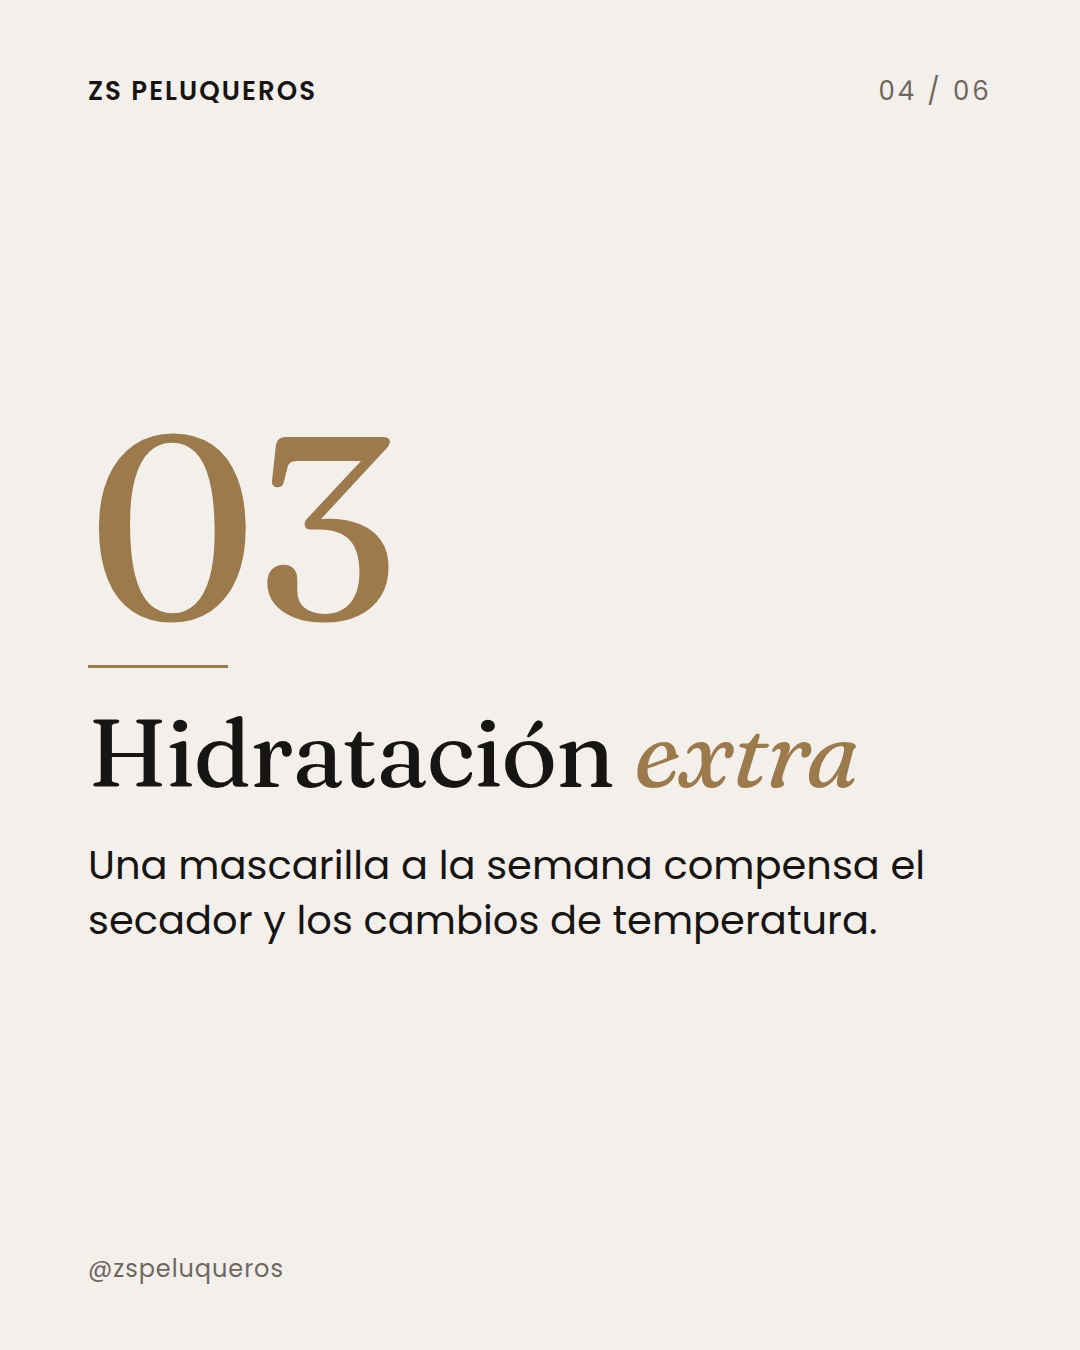 ZS PELUQUEROS
04 / 06
03
Hidratación extra
Una mascarilla a la semana compensa el
secador y los cambios de temperatura.
@zspeluqueros